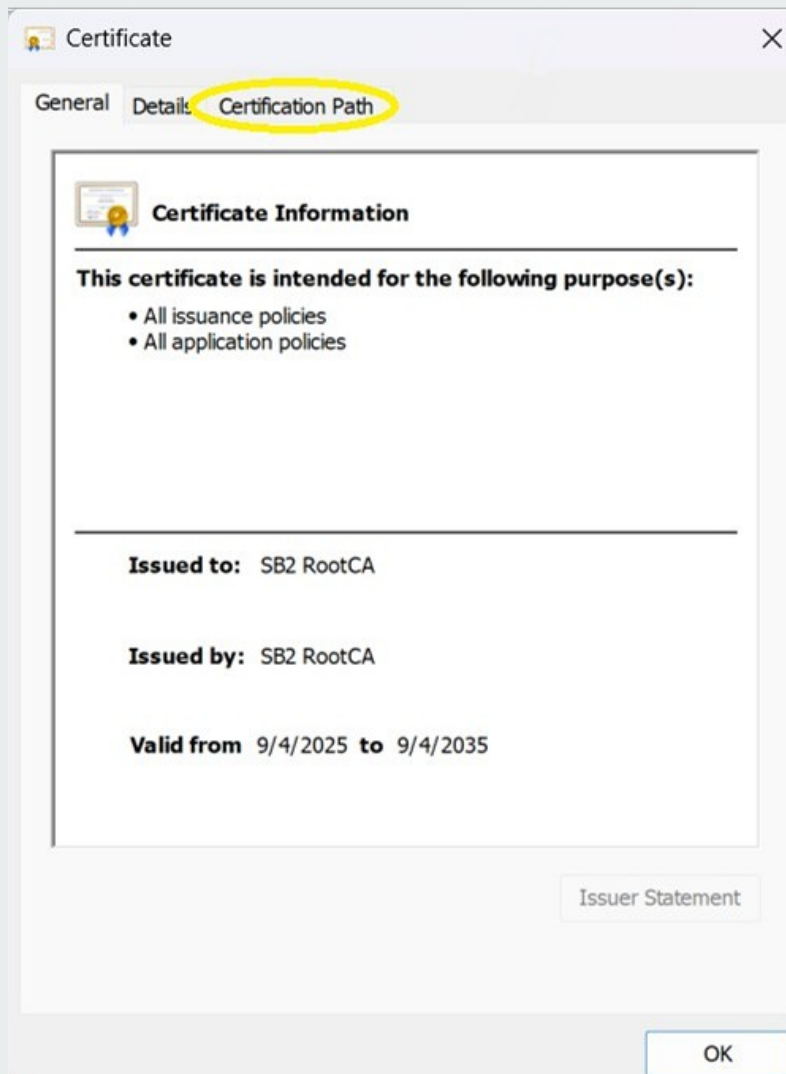 Certificate
General Details Certification Path
Certificate Information
This certificate is intended for the following purpose(s):
• All issuance policies
• All application policies
Issued to: SB2 RootCA
Issued by: SB2 RootCA
Valid from 9/4/2025 to 9/4/2035
Issuer Statement
OK